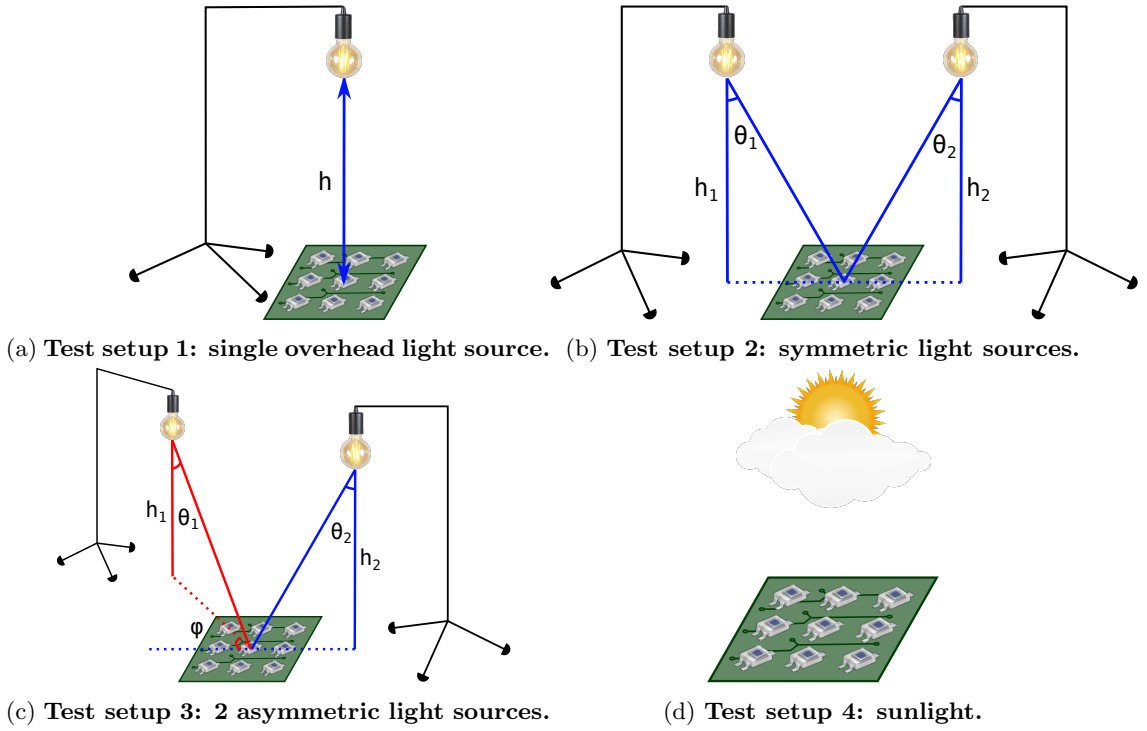 h
θ1
θ2
h1
h2
(a) Test setup 1: single overhead light source.
(b) Test setup 2: symmetric light sources.
h1
θ1
θ2
h2
φ
(c) Test setup 3: 2 asymmetric light sources.
(d) Test setup 4: sunlight.